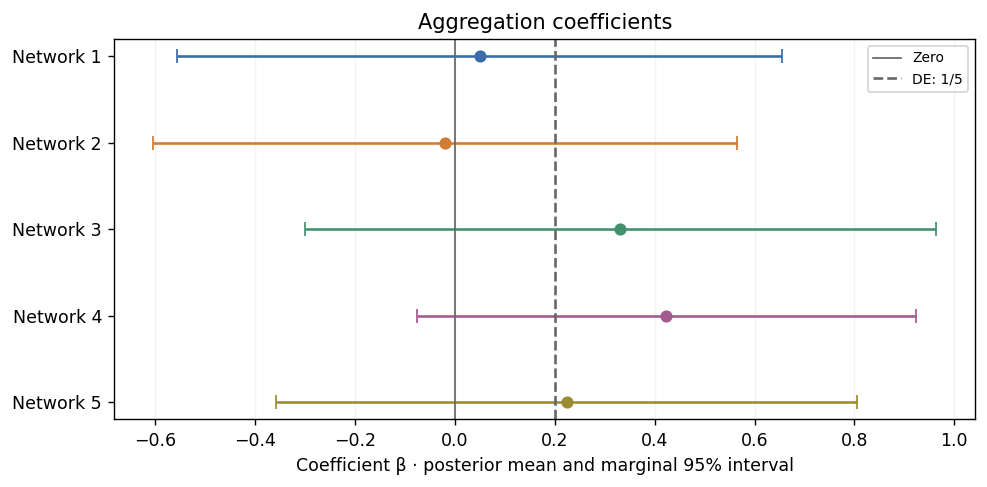 Aggregation coefficients
Network 1
Network 2
Network 3
Network 4
Network 5
Zero
DE: 1/5
−0.6 −0.4 −0.2 0.0 0.2 0.4 0.6 0.8 1.0
Coefficient β · posterior mean and marginal 95% interval